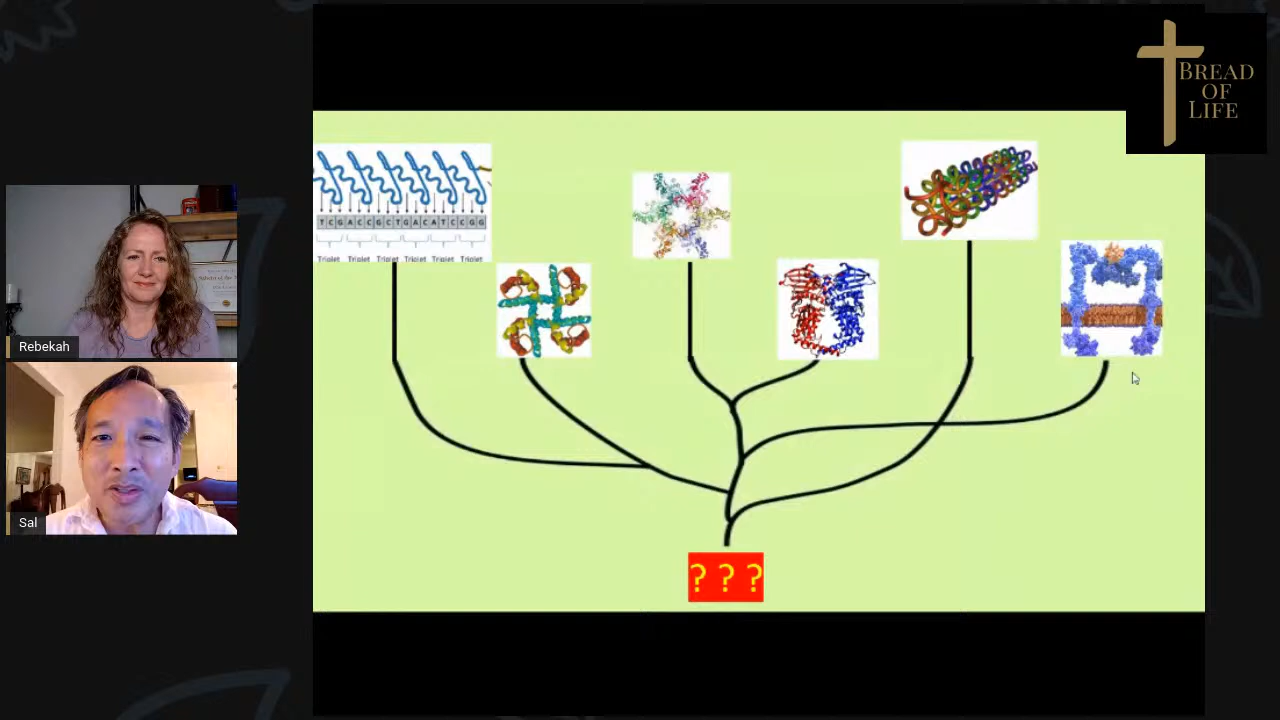 BREAD
OF
LIFE
T C G A C C G C T G A C A T C C G G
Triplet Triplet Triplet Triplet Triplet Triplet
Rebekah
Sal
? ? ?